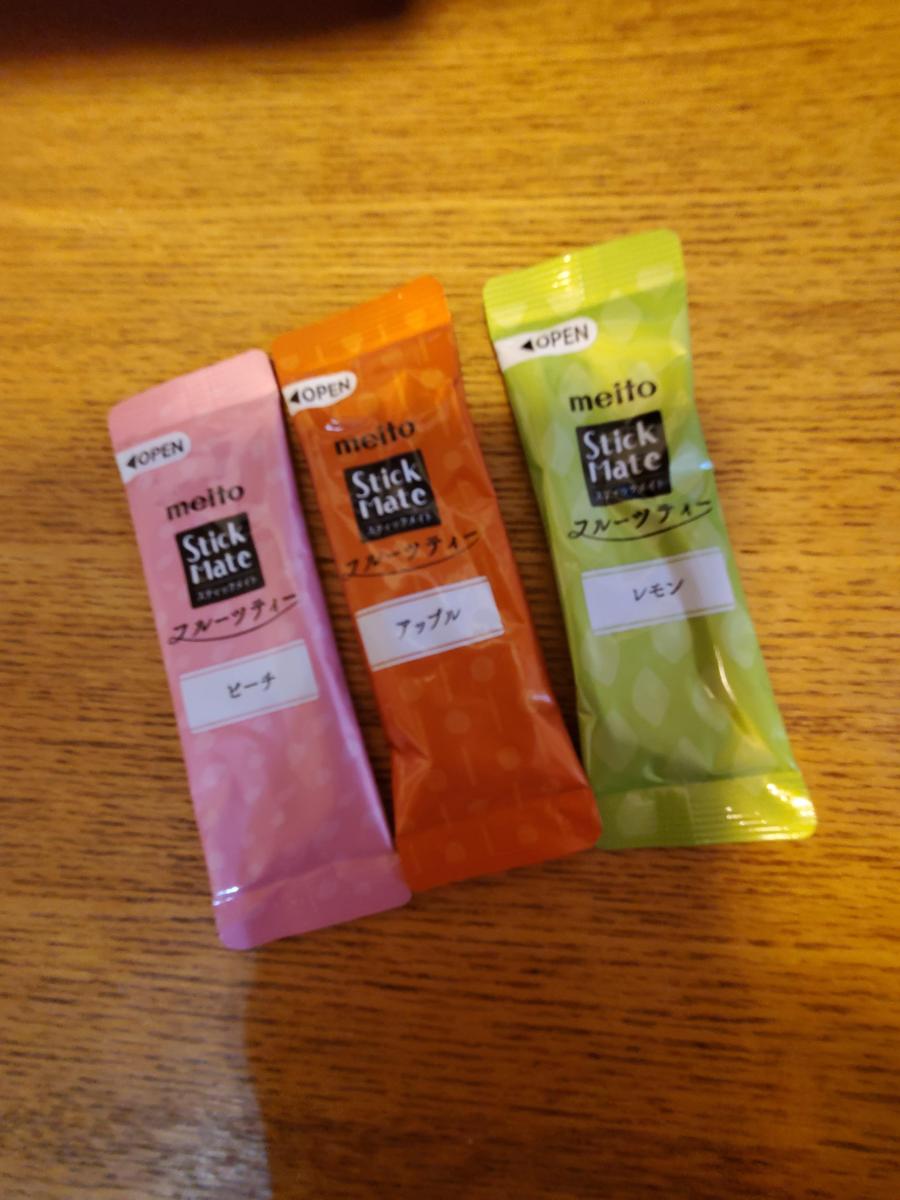 ◀OPEN
meito
Stick
Mate
スティックメイト
フルーツティー
ピーチ
◀OPEN
meito
Stick
Mate
スティックメイト
フルーツティー
アップル
◀OPEN
meito
Stick
Mate
スティックメイト
フルーツティー
レモン